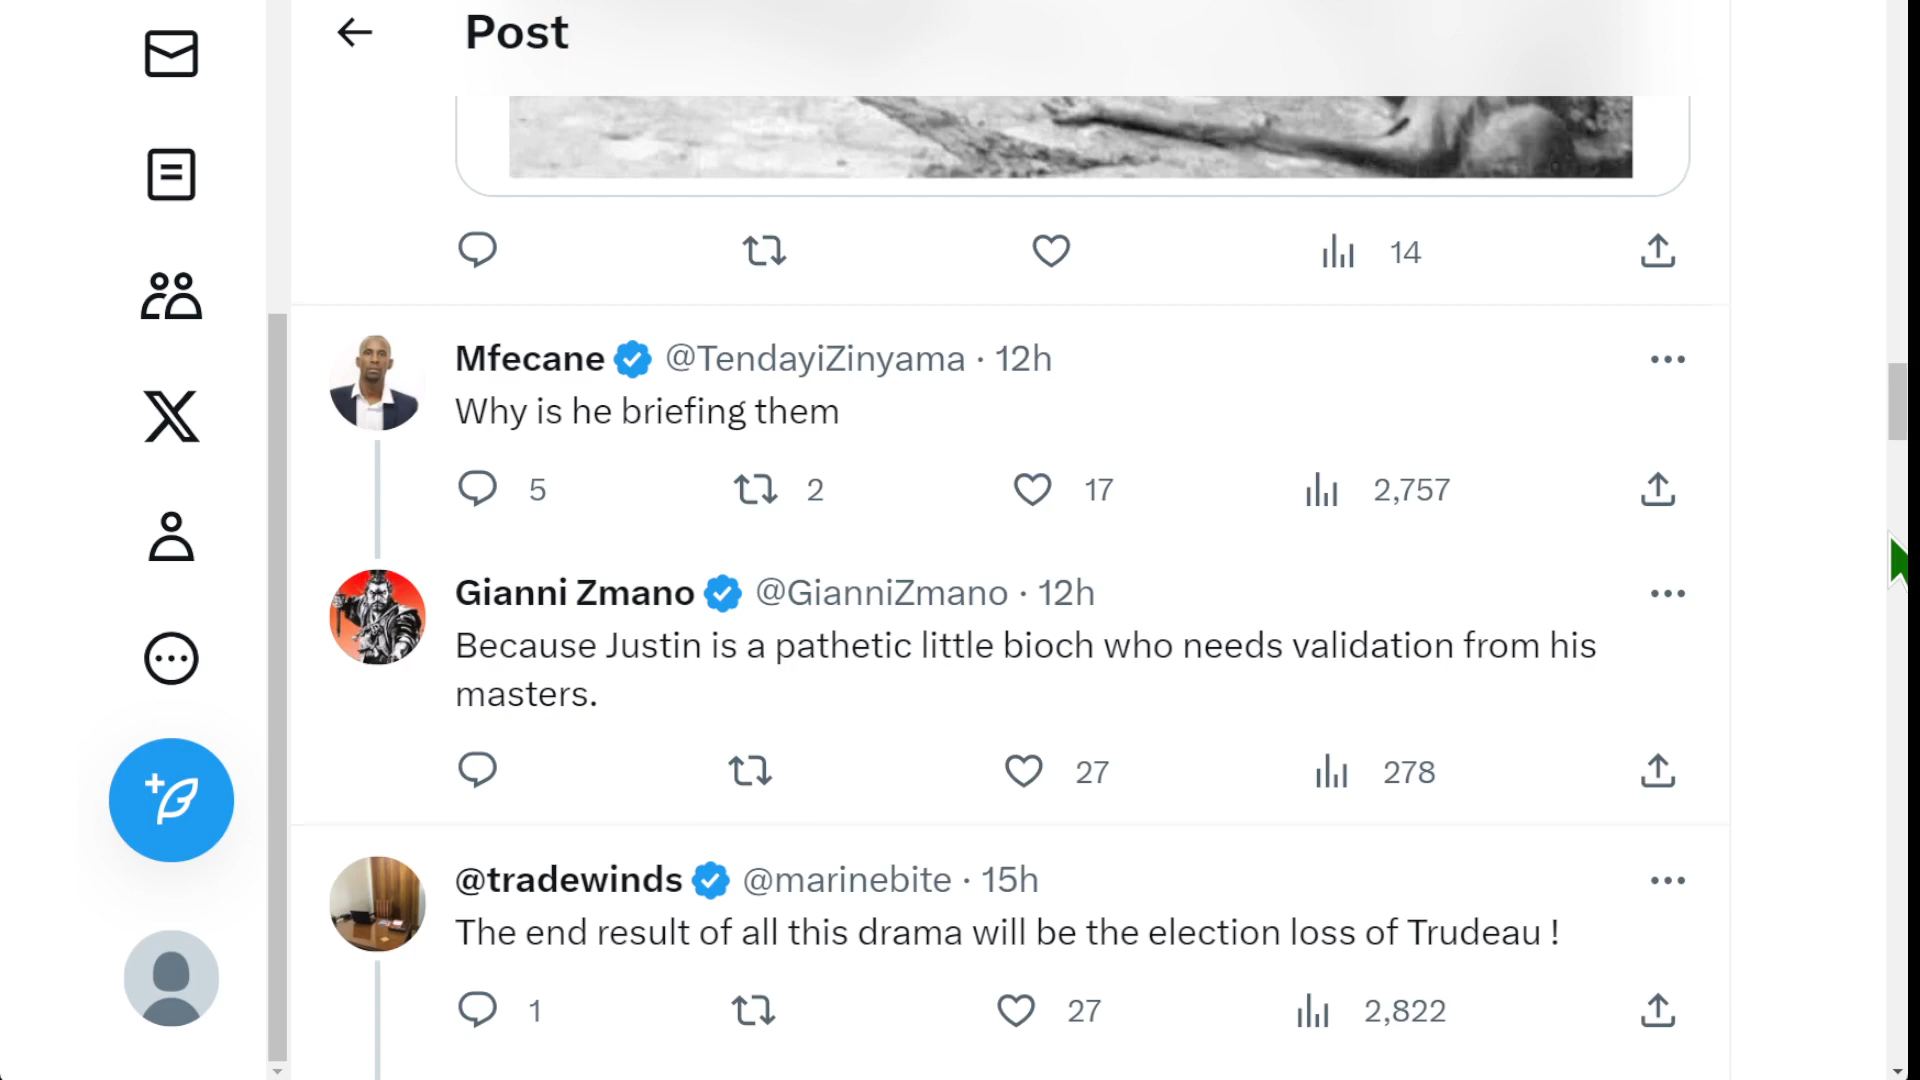 Post
14
Mfecane @TendayiZinyama · 12h
Why is he briefing them
5 2 17 2,757
Gianni Zmano @GianniZmano · 12h
Because Justin is a pathetic little bioch who needs validation from his
masters.
27 278
@tradewinds @marinebite · 15h
The end result of all this drama will be the election loss of Trudeau !
1 27 2,822